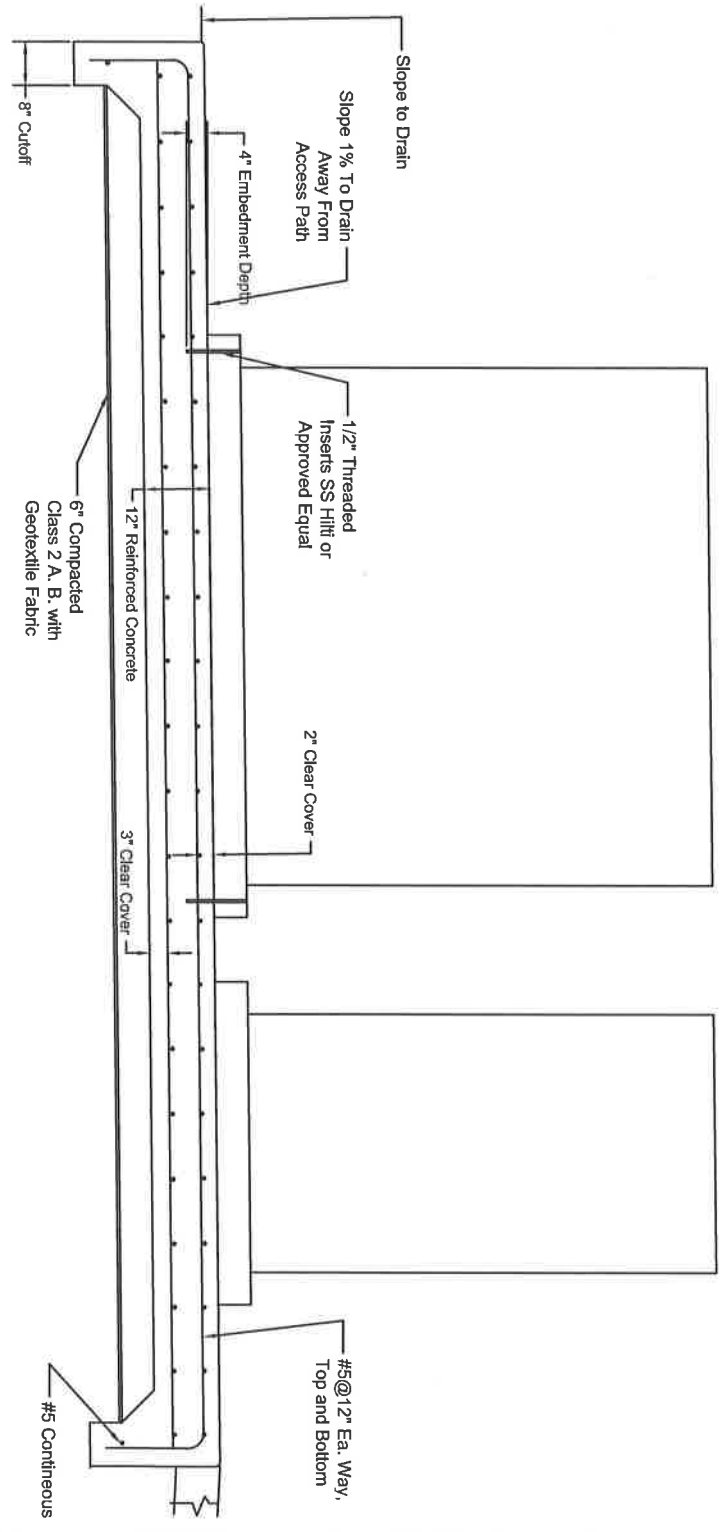 Slope to Drain
Slope 1% To Drain
Away From
Access Path
4" Embedment Depth
8" Cutoff
1/2" Threaded
Inserts SS Hilti or
Approved Equal
12" Reinforced Concrete
6" Compacted
Class 2 A. B. with
Geotextile Fabric
2" Clear Cover
3" Clear Cover
#5@12" Ea. Way,
Top and Bottom
#5 Contineous